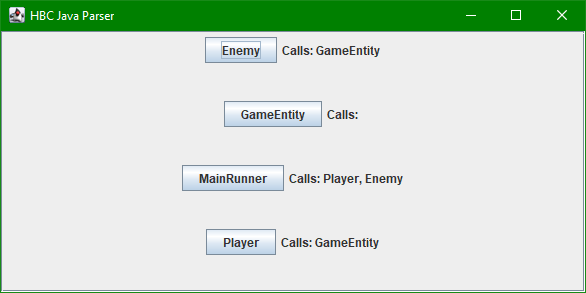 HBC Java Parser
Enemy Calls: GameEntity
GameEntity Calls:
MainRunner Calls: Player, Enemy
Player Calls: GameEntity